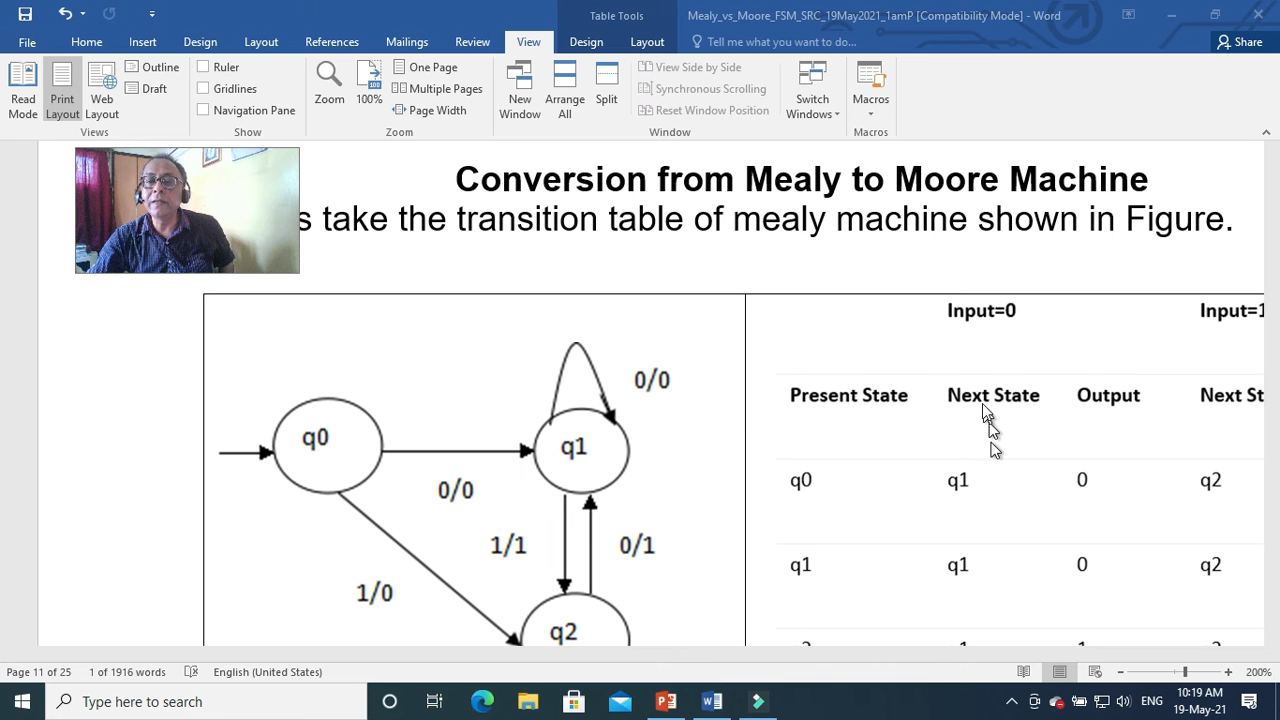 Table Tools
Mealy_vs_Moore_FSM_SRC_19May2021_1amP [Compatibility Mode] - Word
File Home Insert Design Layout References Mailings Review View Design Layout Tell me what you want to do... Share
Read Mode
Print Layout
Web Layout
Outline
Draft
Views
Ruler
Gridlines
Navigation Pane
Show
Zoom
100%
One Page
Multiple Pages
Page Width
Zoom
New Window
Arrange All
Split
View Side by Side
Synchronous Scrolling
Reset Window Position
Window
Switch Windows
Macros
Macros
Conversion from Mealy to Moore Machine
s take the transition table of mealy machine shown in Figure.
0/0
q0
q1
0/0
1/1
0/1
1/0
q2
Input=0 Input=1
Present State Next State Output Next St
q0 q1 0 q2
q1 q1 0 q2
Page 11 of 25 1 of 1916 words English (United States) 200%
Type here to search
ENG
10:19 AM
19-May-21